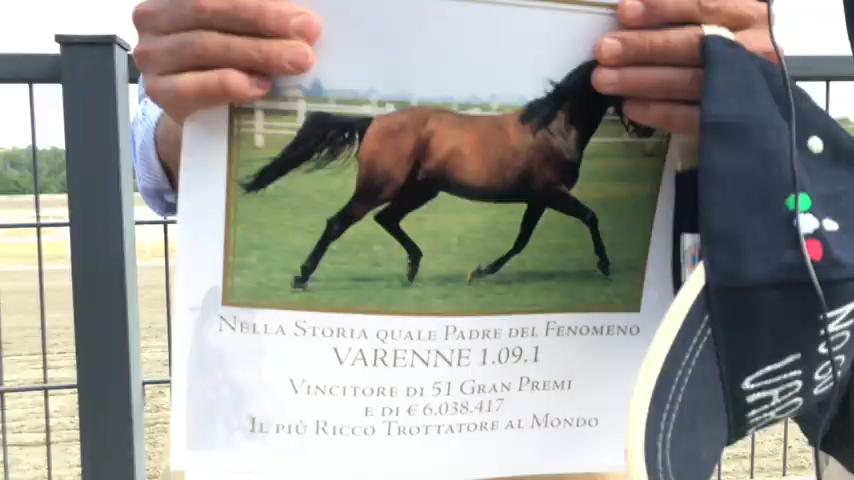 NELLA STORIA QUALE PADRE DEL FENOMENO
VARENNE 1.09.1
VINCITORE DI 51 GRAN PREMI
E DI € 6.038.417
IL PIÙ RICCO TROTTATORE AL MONDO